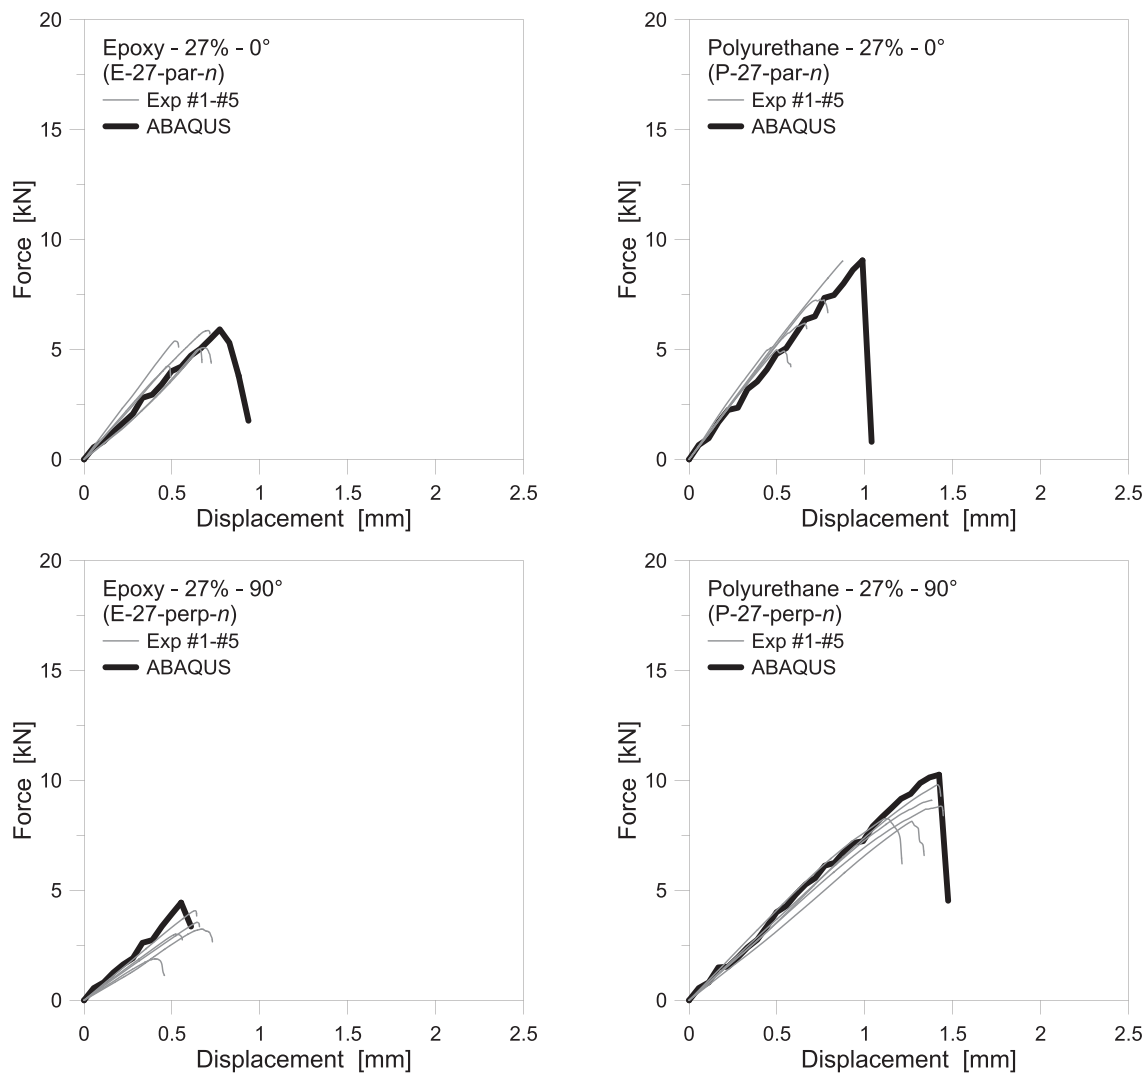 20
15
10
5
0
Force [kN]
Epoxy - 27% - 0°
(E-27-par-n)
Exp #1-#5
ABAQUS
0 0.5 1 1.5 2 2.5
Displacement [mm]
20
15
10
5
0
Force [kN]
Polyurethane - 27% - 0°
(P-27-par-n)
Exp #1-#5
ABAQUS
0 0.5 1 1.5 2 2.5
Displacement [mm]
20
15
10
5
0
Force [kN]
Epoxy - 27% - 90°
(E-27-perp-n)
Exp #1-#5
ABAQUS
0 0.5 1 1.5 2 2.5
Displacement [mm]
20
15
10
5
0
Force [kN]
Polyurethane - 27% - 90°
(P-27-perp-n)
Exp #1-#5
ABAQUS
0 0.5 1 1.5 2 2.5
Displacement [mm]